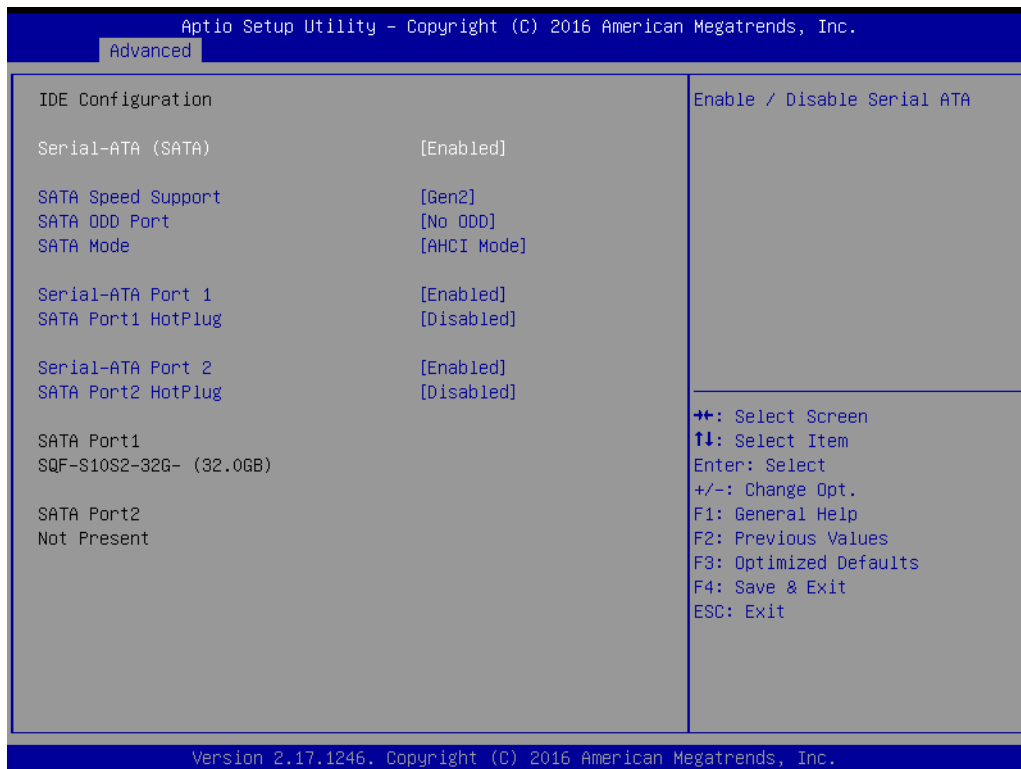 Aptio Setup Utility – Copyright (C) 2016 American Megatrends, Inc.
Advanced
IDE Configuration
Serial-ATA (SATA) [Enabled]
SATA Speed Support [Gen2]
SATA ODD Port [No ODD]
SATA Mode [AHCI Mode]
Serial-ATA Port 1 [Enabled]
SATA Port1 HotPlug [Disabled]
Serial-ATA Port 2 [Enabled]
SATA Port2 HotPlug [Disabled]
SATA Port1
SQF-S10S2-32G- (32.0GB)
SATA Port2
Not Present
Enable / Disable Serial ATA
→←: Select Screen
↑↓: Select Item
Enter: Select
+/-: Change Opt.
F1: General Help
F2: Previous Values
F3: Optimized Defaults
F4: Save & Exit
ESC: Exit
Version 2.17.1246. Copyright (C) 2016 American Megatrends, Inc.